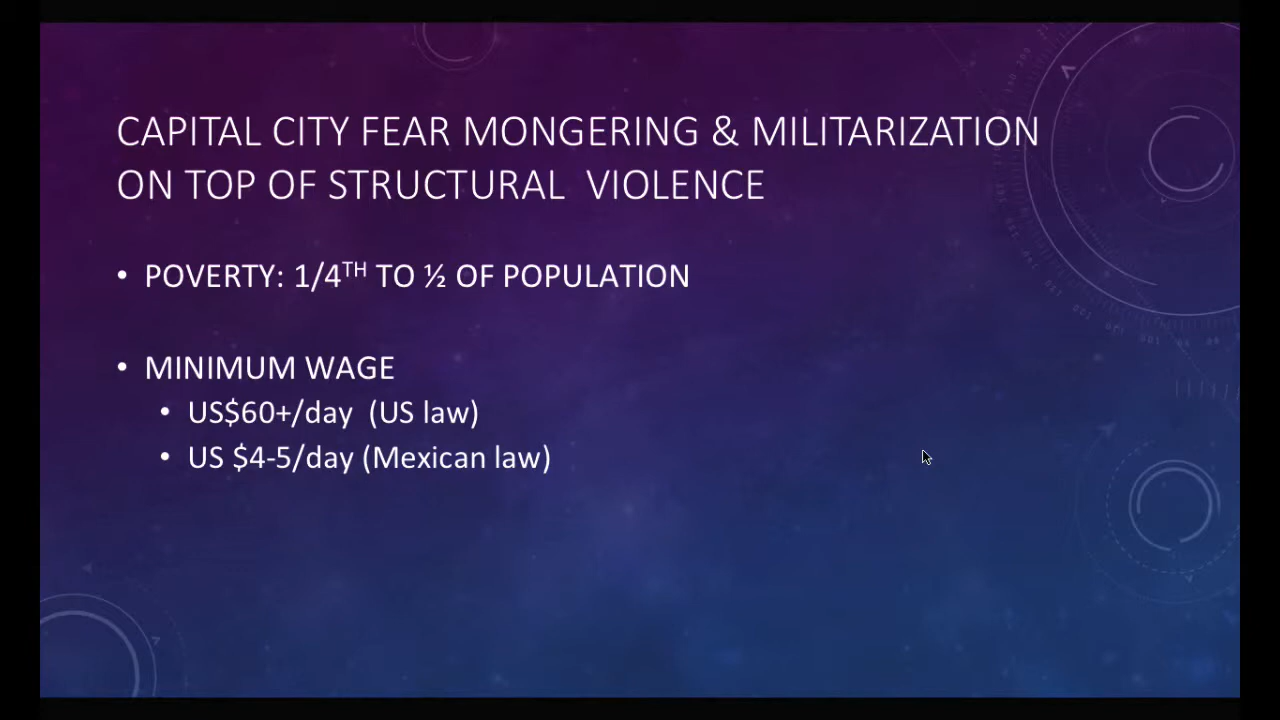 CAPITAL CITY FEAR MONGERING & MILITARIZATION
ON TOP OF STRUCTURAL VIOLENCE
• POVERTY: 1/4TH TO ½ OF POPULATION
• MINIMUM WAGE
• US$60+/day (US law)
• US $4-5/day (Mexican law)